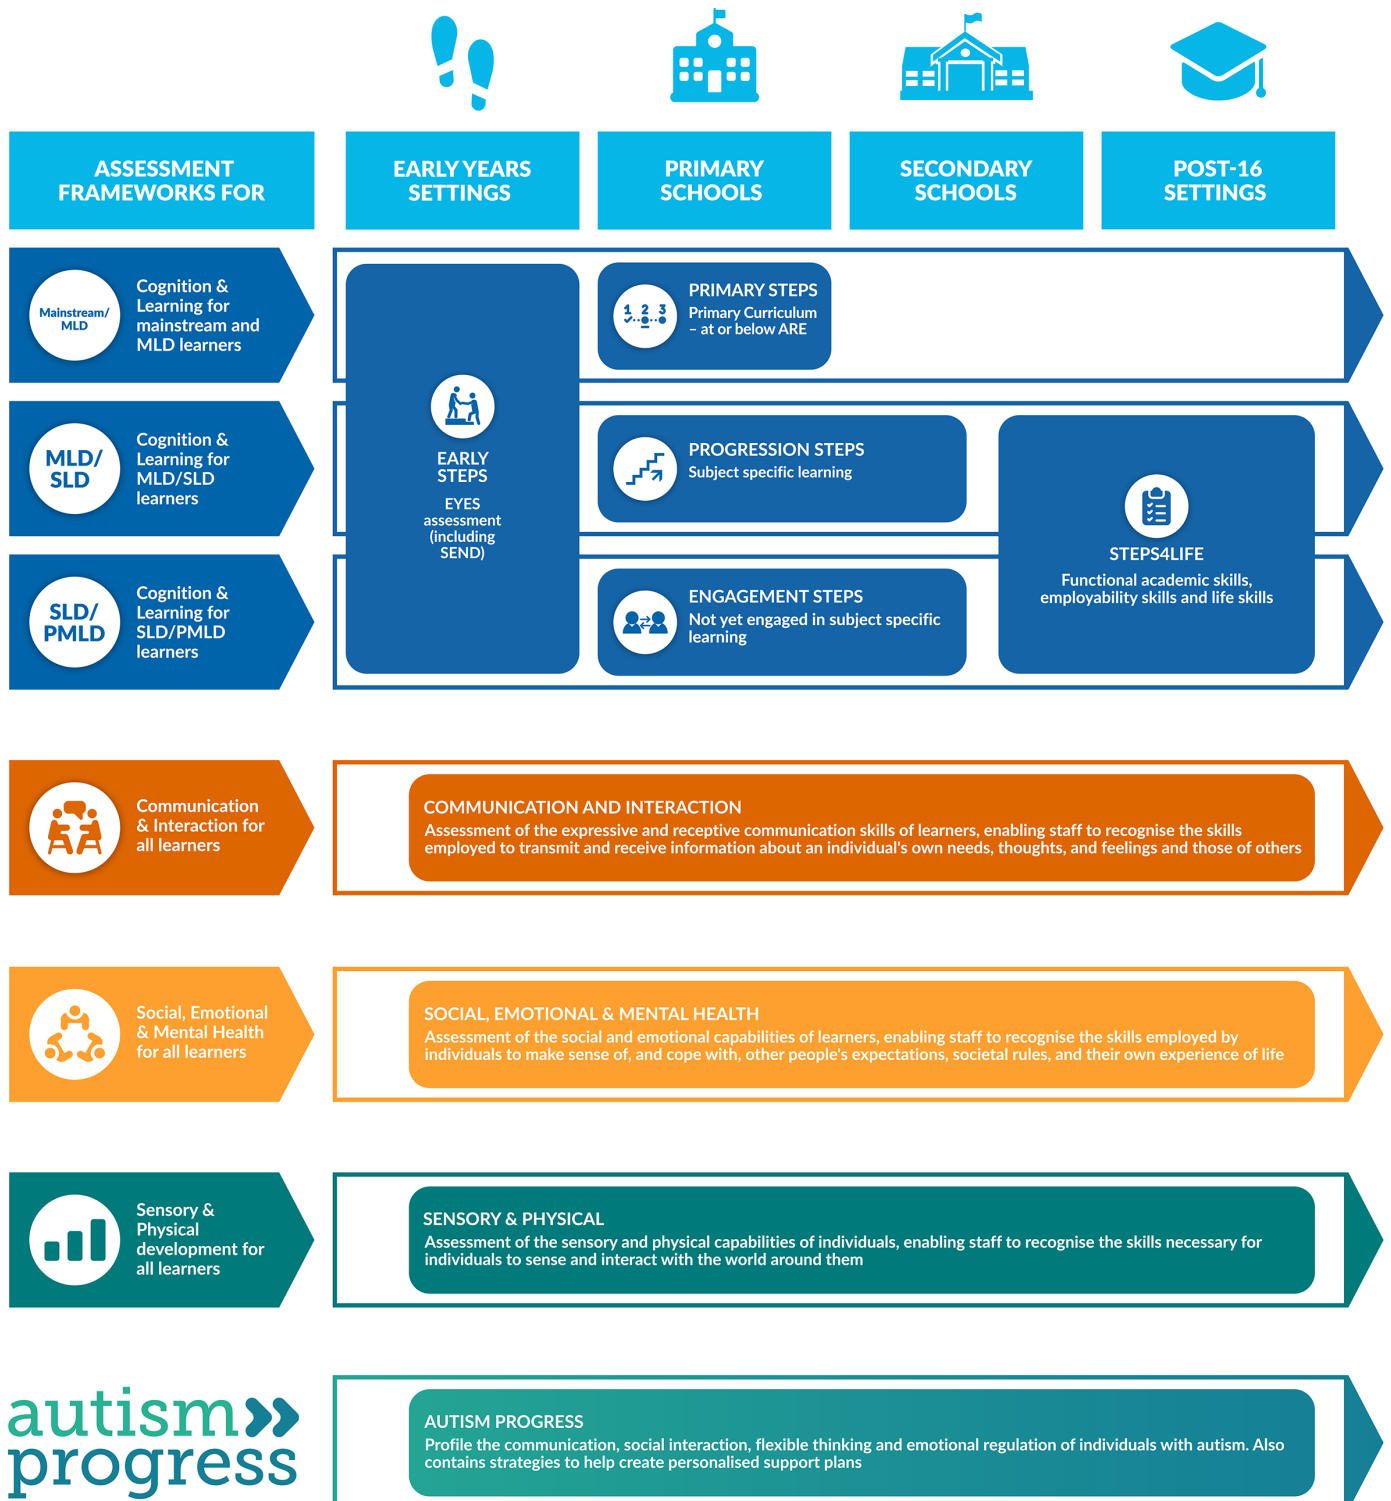 ASSESSMENT
FRAMEWORKS FOR
EARLY YEARS
SETTINGS
PRIMARY
SCHOOLS
SECONDARY
SCHOOLS
POST-16
SETTINGS
Mainstream/
MLD
Cognition &
Learning for
mainstream and
MLD learners
MLD/
SLD
Cognition &
Learning for
MLD/SLD
learners
SLD/
PMLD
Cognition &
Learning for
SLD/PMLD
learners
EARLY
STEPS
EYES
assessment
(including
SEND)
1 2 3
PRIMARY STEPS
Primary Curriculum
– at or below ARE
PROGRESSION STEPS
Subject specific learning
ENGAGEMENT STEPS
Not yet engaged in subject specific
learning
STEPS4LIFE
Functional academic skills,
employability skills and life skills
Communication
& Interaction for
all learners
COMMUNICATION AND INTERACTION
Assessment of the expressive and receptive communication skills of learners, enabling staff to recognise the skills
employed to transmit and receive information about an individual's own needs, thoughts, and feelings and those of others
Social, Emotional
& Mental Health
for all learners
SOCIAL, EMOTIONAL & MENTAL HEALTH
Assessment of the social and emotional capabilities of learners, enabling staff to recognise the skills employed by
individuals to make sense of, and cope with, other people's expectations, societal rules, and their own experience of life
Sensory &
Physical
development for
all learners
SENSORY & PHYSICAL
Assessment of the sensory and physical capabilities of individuals, enabling staff to recognise the skills necessary for
individuals to sense and interact with the world around them
autism
progress
AUTISM PROGRESS
Profile the communication, social interaction, flexible thinking and emotional regulation of individuals with autism. Also
contains strategies to help create personalised support plans